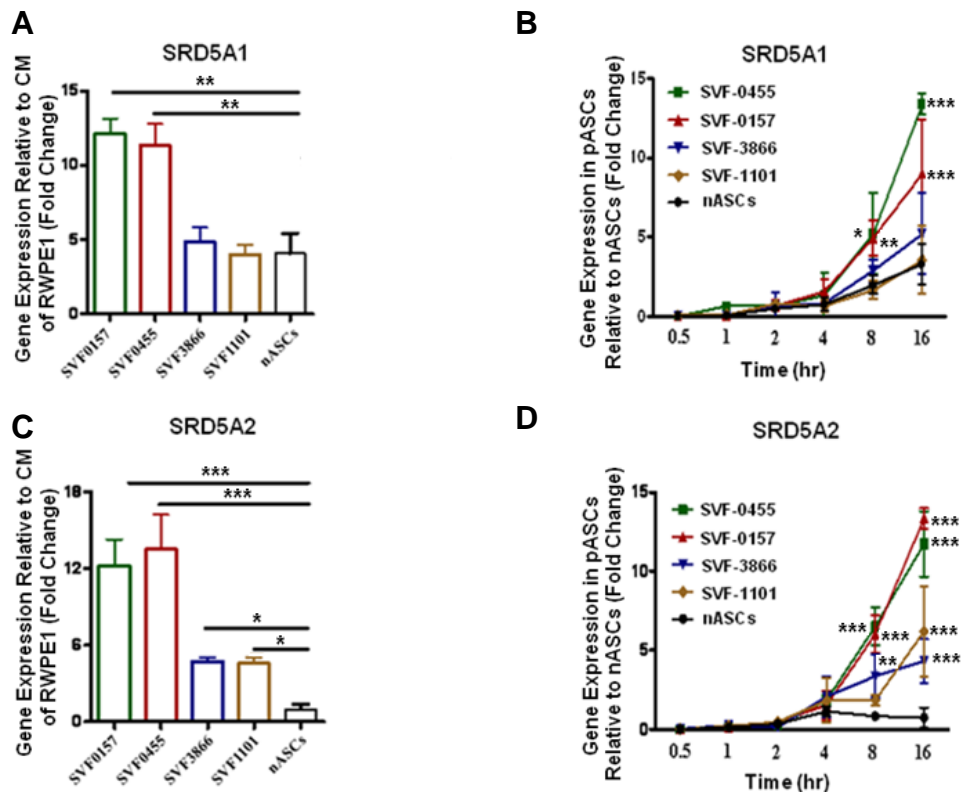 A
SRD5A1
Gene Expression Relative to CM
of RWPE1 (Fold Change)
15
10
5
0
**
**
SVF0157
SVF0455
SVF3866
SVF1101
nASCs
B
SRD5A1
Gene Expression in pASCs
Relative to nASCs (Fold Change)
15
10
5
0
SVF-0455
SVF-0157
SVF-3866
SVF-1101
nASCs
***
***
*
**
0.5
1
2
4
8
16
Time (hr)
C
SRD5A2
Gene Expression Relative to CM
of RWPE1 (Fold Change)
18
12
6
0
***
***
*
*
SVF0157
SVF0455
SVF3866
SVF1101
nASCs
D
SRD5A2
Gene Expression in pASCs
Relative to nASCs (Fold Change)
15
10
5
0
SVF-0455
SVF-0157
SVF-3866
SVF-1101
nASCs
***
***
***
***
**
***
***
0.5
1
2
4
8
16
Time (hr)